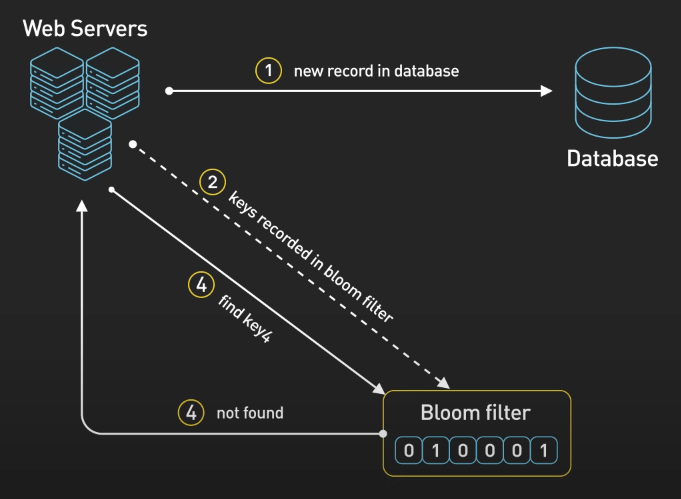 Web Servers
1 new record in database
Database
2 keys recorded in bloom filter
4 find key4
4 not found
Bloom filter
0 1 0 0 0 1